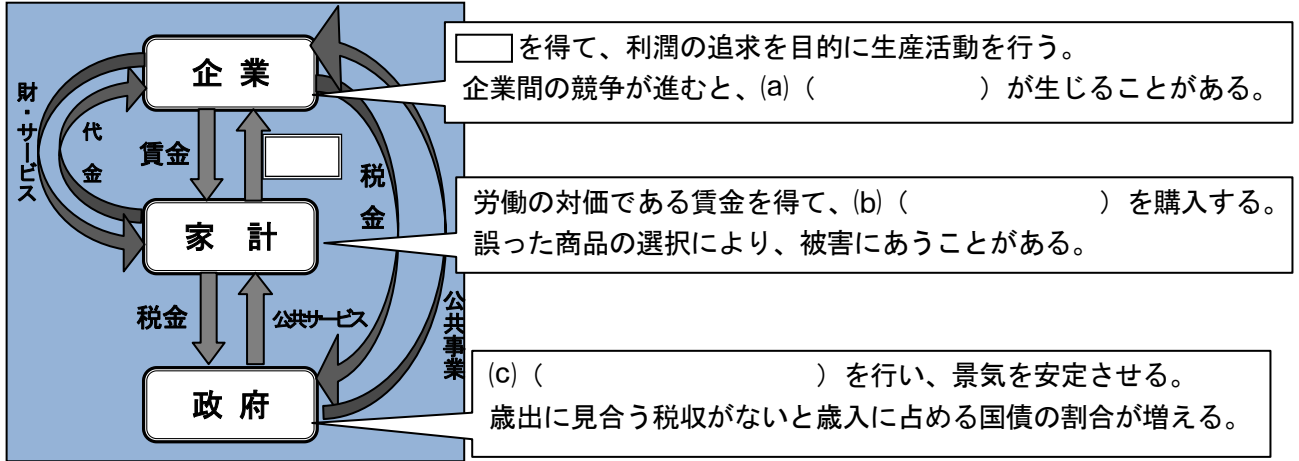 企 業
財・サービス
代金
賃金
税金
家 計
税金
公共サービス
公共事業
政 府
を得て、利潤の追求を目的に生産活動を行う。
企業間の競争が進むと、(a)（　　　　　　　）が生じることがある。
労働の対価である賃金を得て、(b)（　　　　　　　　）を購入する。
誤った商品の選択により、被害にあうことがある。
(c)（　　　　　　　　　　　）を行い、景気を安定させる。
歳出に見合う税収がないと歳入に占める国債の割合が増える。